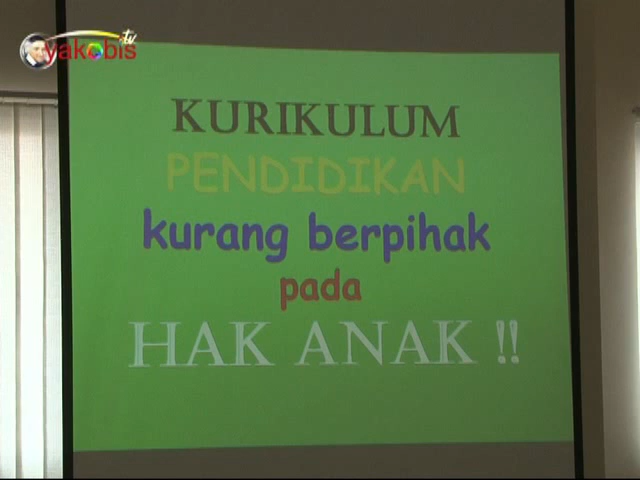 yakobis tv
KURIKULUM
PENDIDIKAN
kurang berpihak
pada
HAK ANAK !!